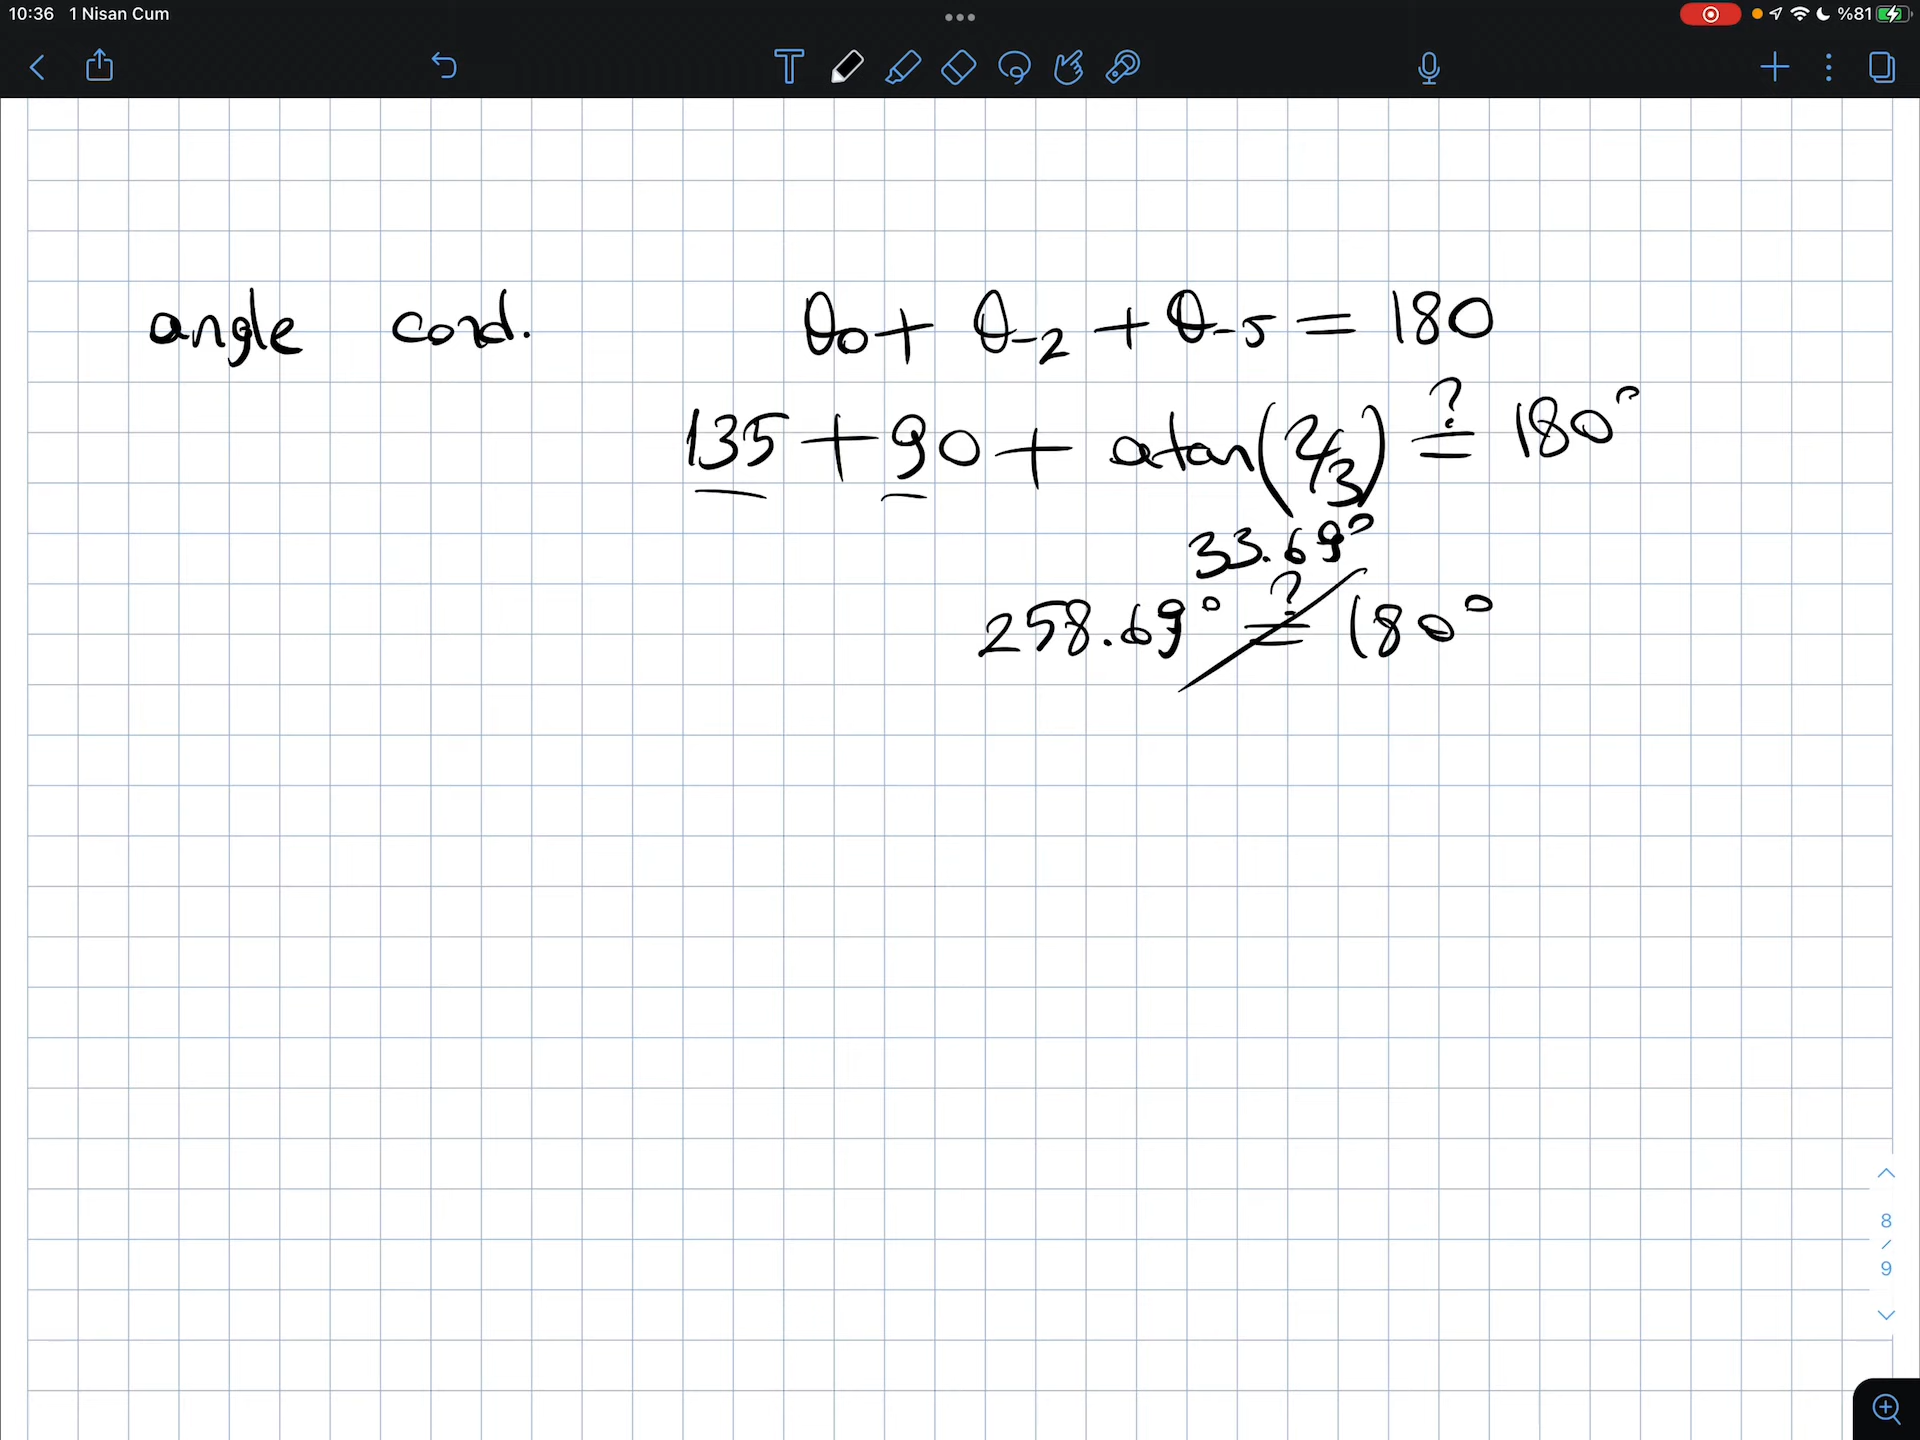 10:36 1 Nisan Cum
%81
angle cond. θ0 + θ-2 + θ-5 = 180
135 + 90 + atan(2/3) ?= 180°
33.69°
258.69° ?= 180°
8
/
9